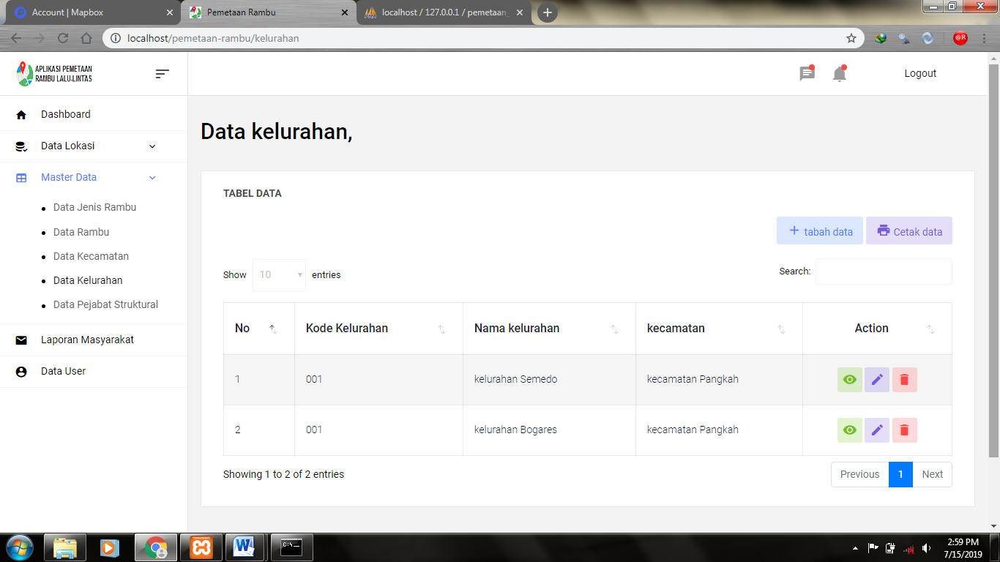 Account | Mapbox
Pemetaan Rambu
localhost / 127.0.0.1 / pemetaan_
localhost/pemetaan-rambu/kelurahan
@R
APLIKASI PEMETAAN
RAMBU LALU-LINTAS
Logout
Dashboard
Data Lokasi
Master Data
Data Jenis Rambu
Data Rambu
Data Kecamatan
Data Kelurahan
Data Pejabat Struktural
Laporan Masyarakat
Data User
Data kelurahan,
TABEL DATA
+ tabah data
Cetak data
Show 10 entries
Search:
No Kode Kelurahan Nama kelurahan kecamatan Action
1 001 kelurahan Semedo kecamatan Pangkah
2 001 kelurahan Bogares kecamatan Pangkah
Showing 1 to 2 of 2 entries
Previous 1 Next
C:\_
2:59 PM
7/15/2019